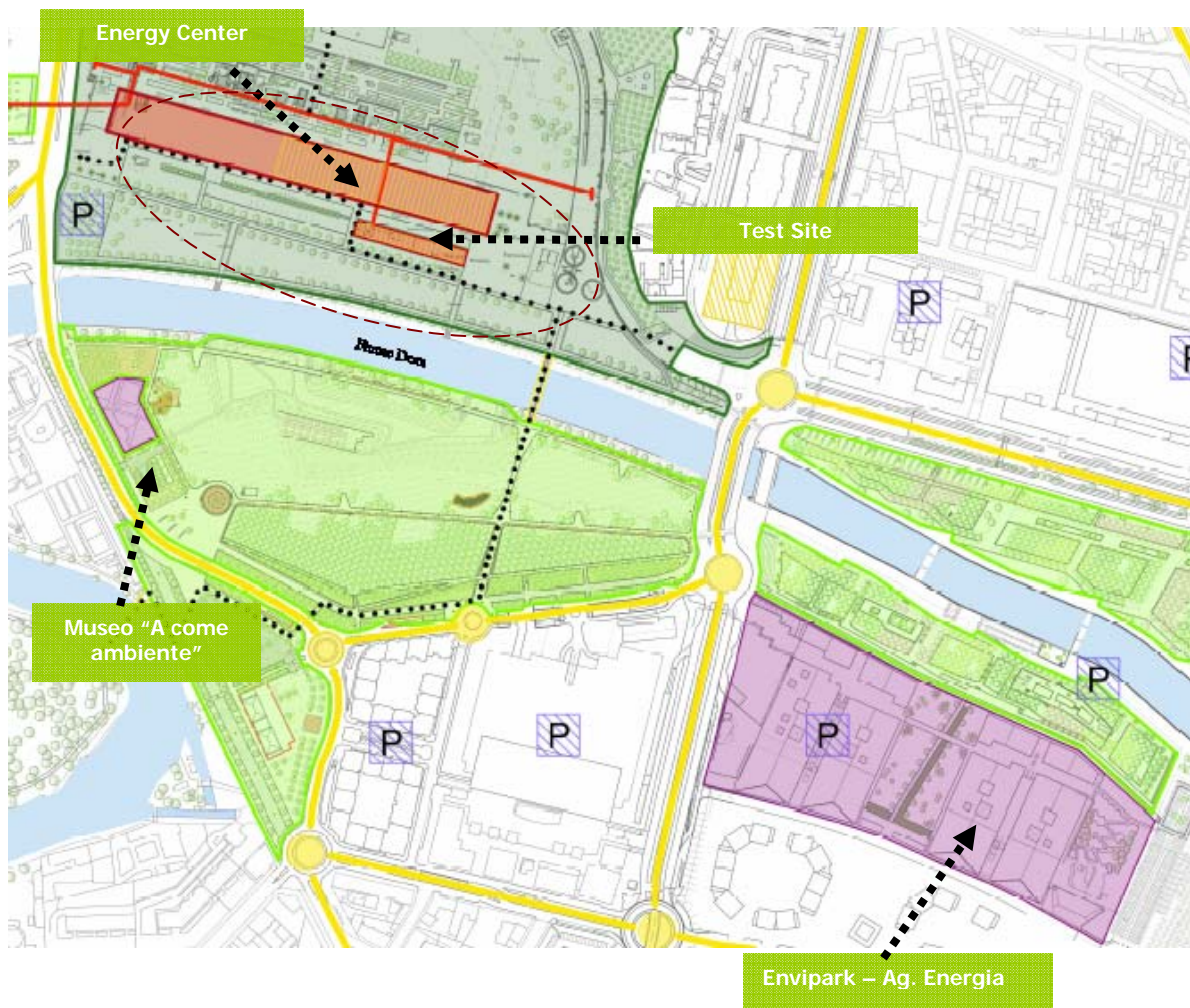 Energy Center
Test Site
P
P
P
Fiume Dora
Museo “A come
ambiente”
P
P
P
P
Envipark – Ag. Energia